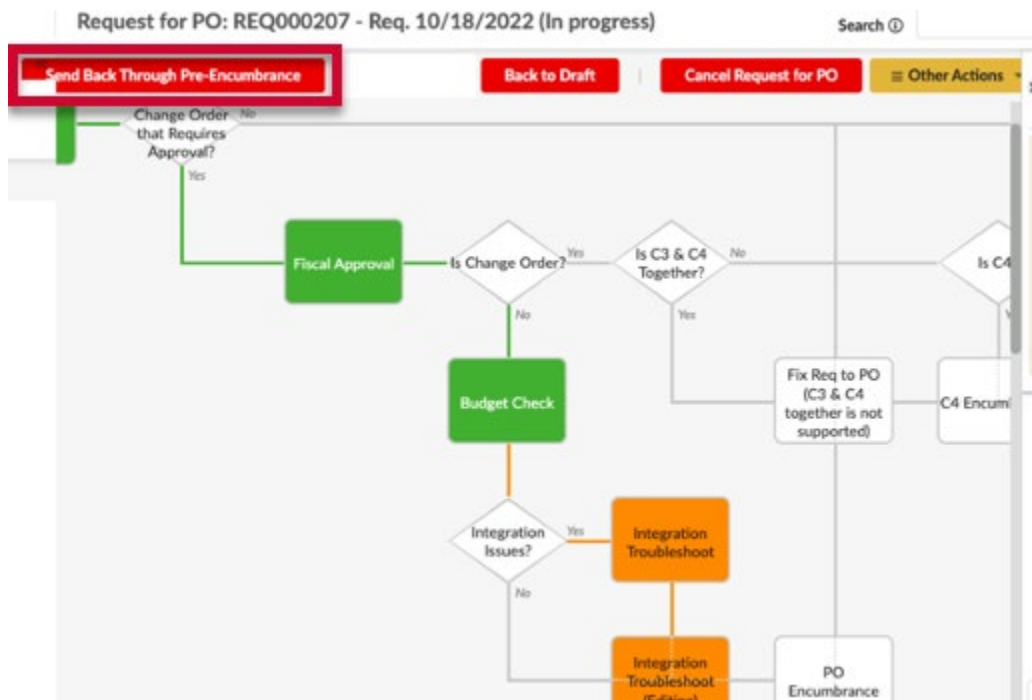 Request for PO: REQ000207 - Req. 10/18/2022 (In progress)
Search
Send Back Through Pre-Encumbrance
Back to Draft
Cancel Request for PO
Other Actions
Change Order
that Requires
Approval?
No
Yes
Fiscal Approval
Is Change Order?
Yes
Is C3 & C4
Together?
No
Is C4
No
Yes
Budget Check
Fix Req to PO
(C3 & C4
together is not
supported)
C4 Encum
Integration
Issues?
Yes
Integration
Troubleshoot
No
Integration
Troubleshoot
(Editing)
PO
Encumbrance